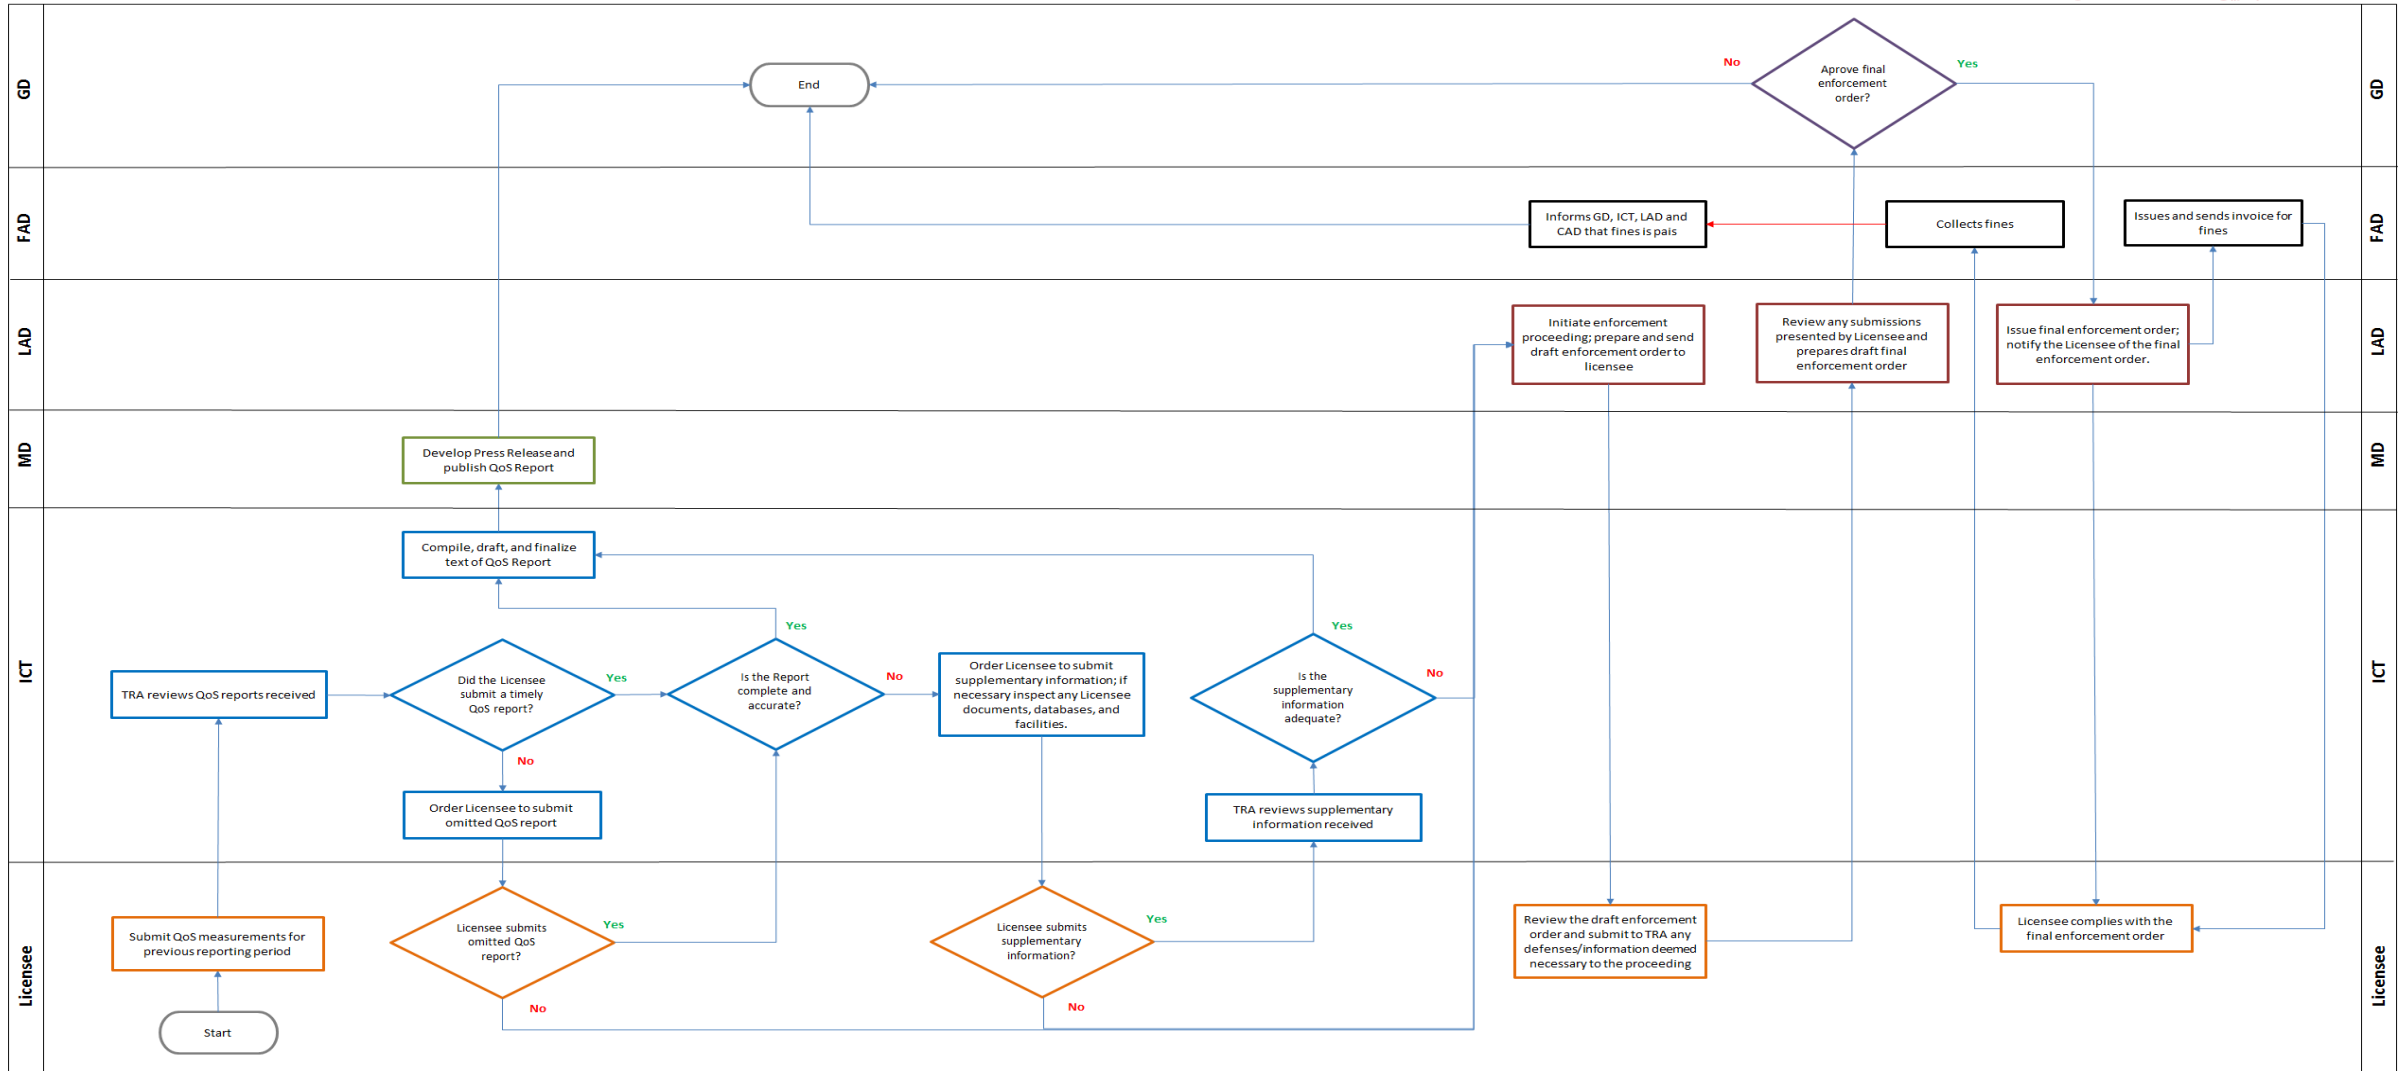 GD
End
No
Aprove final
enforcement
order?
Yes
GD
FAD
Informs GD, ICT, LAD and
CAD that fines is pais
Collects fines
Issues and sends invoice for
fines
FAD
LAD
Initiate enforcement
proceeding; prepare and send
draft enforcement order to
licensee
Review any submissions
presented by Licensee and
prepares draft final
enforcement order
Issue final enforcement order;
notify the Licensee of the final
enforcement order.
LAD
MD
Develop Press Release and
publish QoS Report
MD
ICT
Compile, draft, and finalize
text of QoS Report
TRA reviews QoS reports received
Did the Licensee
submit a timely
QoS report?
Yes
No
Is the Report
complete and
accurate?
Yes
No
Order Licensee to submit
supplementary information; if
necessary inspect any Licensee
documents, databases, and
facilities.
Is the
supplementary
information
adequate?
Yes
No
Order Licensee to submit
omitted QoS report
TRA reviews supplementary
information received
ICT
Licensee
Submit QoS measurements for
previous reporting period
Start
Licensee submits
omitted QoS
report?
Yes
No
Licensee submits
supplementary
information?
Yes
No
Review the draft enforcement
order and submit to TRA any
defenses/information deemed
necessary to the proceeding
Licensee complies with the
final enforcement order
Licensee